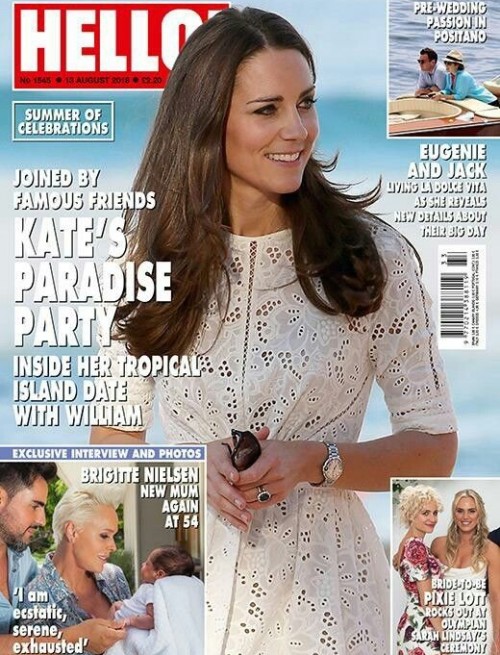 HELLO!
No 1545 • 13 AUGUST 2018 • £2.20
SUMMER OF
CELEBRATIONS
JOINED BY
FAMOUS FRIENDS
KATE'S
PARADISE
PARTY
INSIDE HER TROPICAL
ISLAND DATE
WITH WILLIAM
PRE-WEDDING
PASSION IN
POSITANO
EUGENIE
AND JACK
LIVING LA DOLCE VITA
AS SHE REVEALS
NEW DETAILS ABOUT
THEIR BIG DAY
33
EXCLUSIVE INTERVIEW AND PHOTOS
BRIGITTE NIELSEN
NEW MUM
AGAIN
AT 54
'I am
ecstatic,
serene,
exhausted'
BRIDE-TO-BE
PIXIE LOTT
ROCKS OUT AT
OLYMPIAN
SARAH LINDSAY'S
CEREMONY